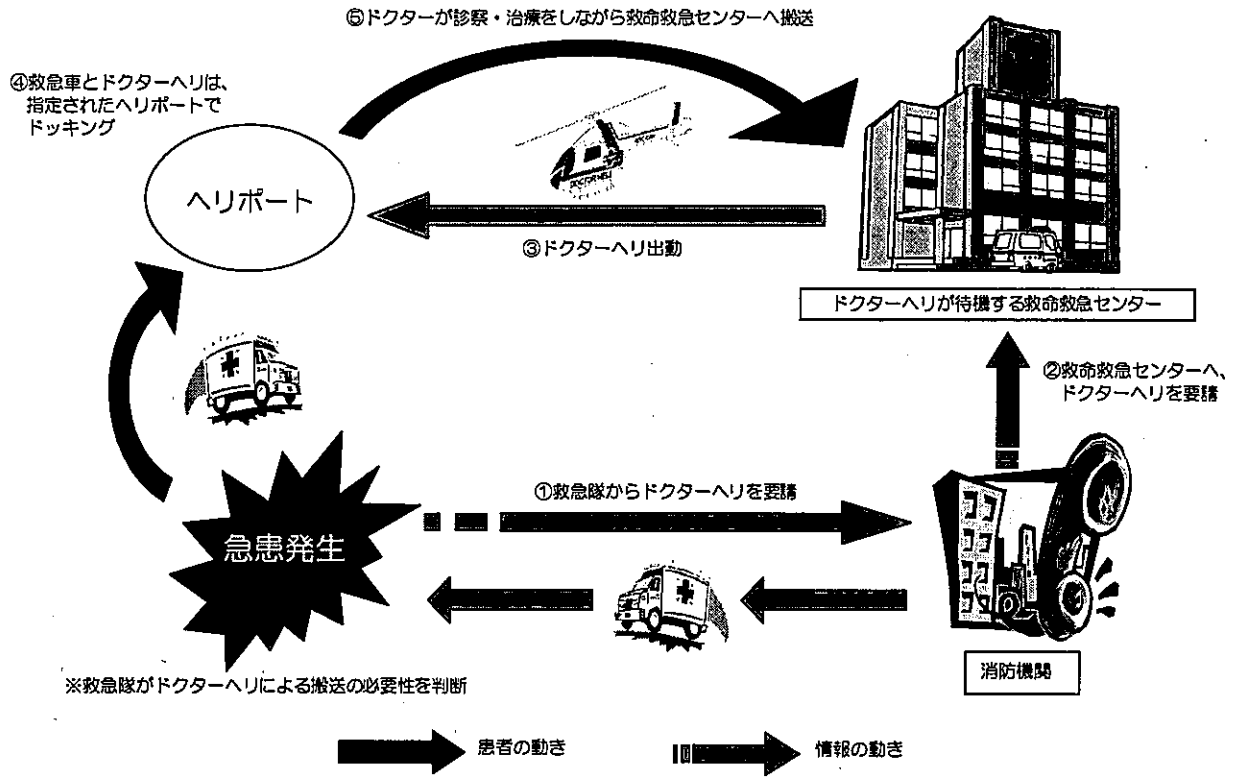 ⑤ドクターが診察・治療をしながら救命救急センターへ搬送
④救急車とドクターヘリは、
指定されたヘリポートで
ドッキング
ヘリポート
DOCTOR HELI
③ドクターヘリ出動
ドクターヘリが待機する救命救急センター
②救命救急センターへ、
ドクターヘリを要請
①救急隊からドクターヘリを要請
急患発生
消防機関
※救急隊がドクターヘリによる搬送の必要性を判断
患者の動き
情報の動き